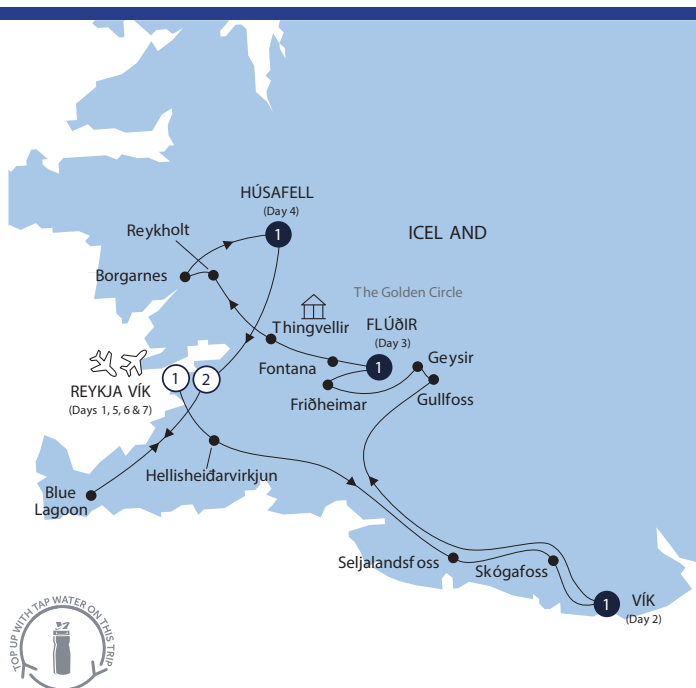 HÚSAFELL
(Day 4)
1
Reykholt
ICEL AND
Borgarnes
The Golden Circle
Thingvellir
FLÚðIR
(Day 3)
1
Geysir
Fontana
Gullfoss
Friðheimar
REYKJA VÍK
(Days 1, 5, 6 & 7)
1
2
Hellisheiðarvirkjun
Blue
Lagoon
Seljalandsf oss
Skógafoss
1
VÍK
(Day 2)
TOP UP WITH TAP WATER ON THIS TRIP